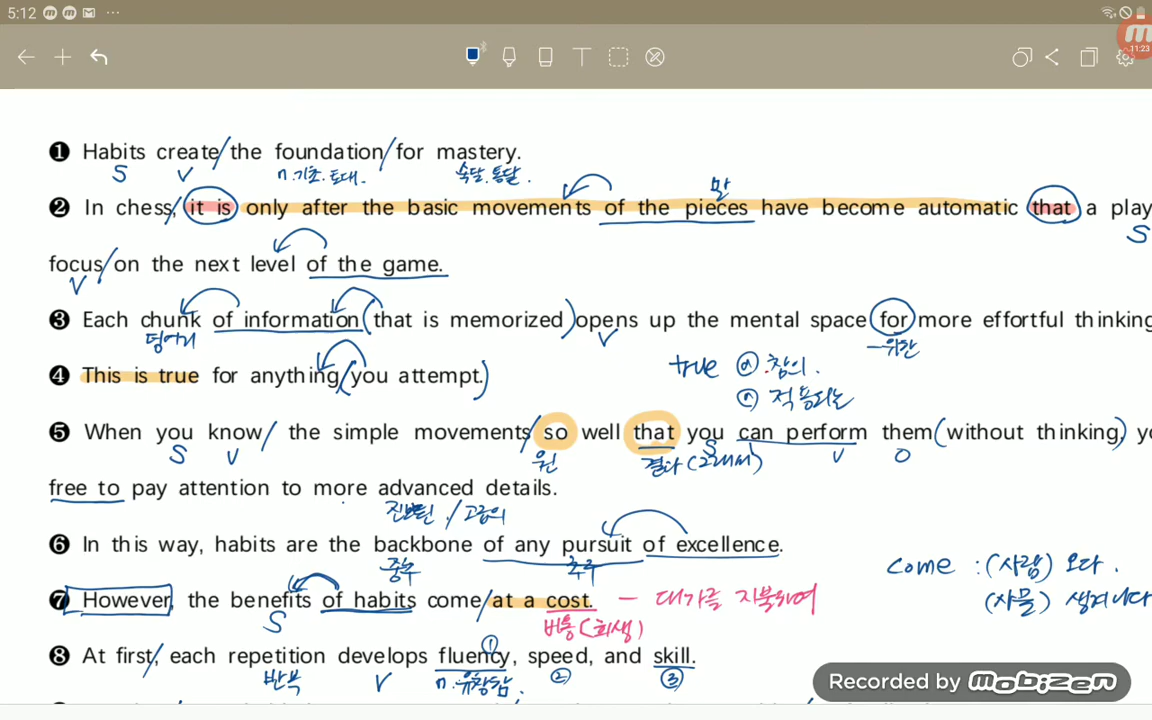 5:12
11:23
❶ Habits create/the foundation/for mastery.
S V n.기초.토대. 숙달.통달.
말
❷ In chess, it is only after the basic movements of the pieces have become automatic that a play
S
focus/on the next level of the game.
V
❸ Each chunk of information(that is memorized)opens up the mental space for more effortful thinking
덩어리 V ~위한
❹ This is true for anything(you attempt.)
true ⓐ.참의.
ⓐ 적용되는
❺ When you know/ the simple movements/so well that you can perform them(without thinking,) yo
S V 원 결과(그래서) S V O
free to pay attention to more advanced details.
진보된 / 고급의
❻ In this way, habits are the backbone of any pursuit of excellence.
중추 추구
come : (사람) 오다.
(사물) 생겨나다
❼ However, the benefits of habits come/at a cost. – 대가를 지불하여
S 비용(희생)
❽ At first, each repetition develops fluency, speed, and skill.
반복 V ① n.유창함. ② ③
Recorded by mobizen